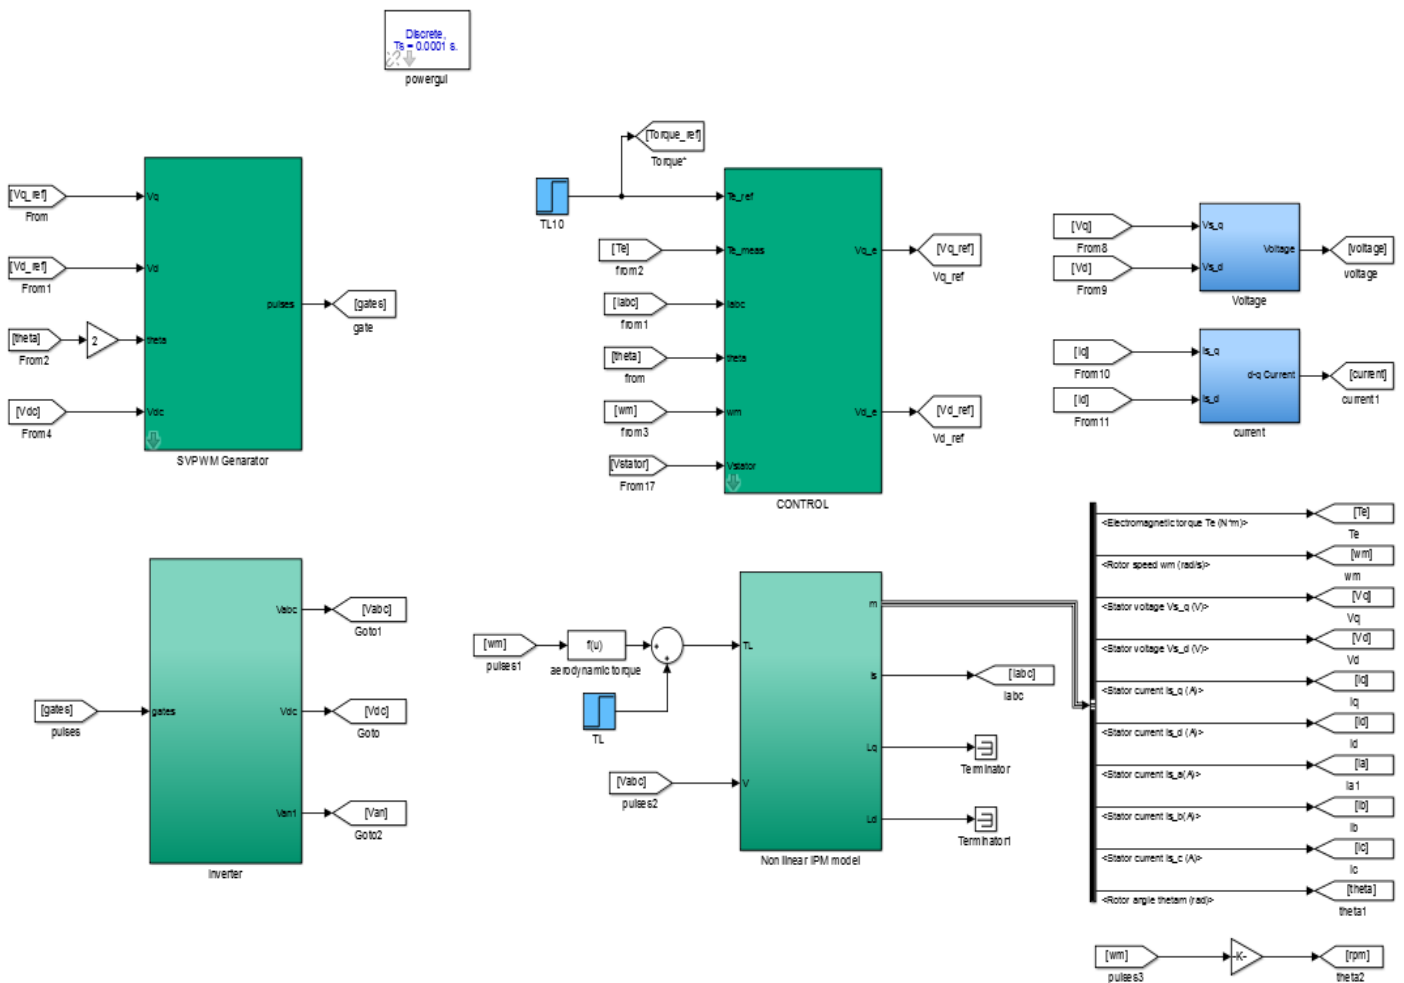 Discrete,
Ts = 0.0001 s.
powergui
[Vq_ref]
From
[Vd_ref]
From1
[theta]
From2
2
[Vdc]
From4
Vq
Vd
theta
Vdc
pulses
SVPWM Genarator
[gates]
gate
[Torque_ref]
Torque*
TL10
[Te]
from2
[Iabc]
from1
[theta]
from
[wm]
from3
[Vstator]
From17
Te_ref
Te_meas
Iabc
theta
wm
Vstator
Vq_e
Vd_e
CONTROL
[Vq_ref]
Vq_ref
[Vd_ref]
Vd_ref
[Vq]
From8
[Vd]
From9
Vs_q
Vs_d
Voltage
Voltage
[voltage]
voltage
[Iq]
From10
[Id]
From11
Is_q
Is_d
d-q Current
current
[current]
current1
[gates]
pulses
gates
Vabc
Vdc
Van1
Inverter
[Vabc]
Goto1
[Vdc]
Goto
[Van]
Goto2
[wm]
pulses1
f(u)
aerodynamic torque
TL
[Vabc]
pulses2
TL
V
m
Is
Lq
Ld
Non linear IPM model
[Iabc]
Iabc
Terminator
Terminator1
<Electromagnetic torque Te (N*m)>
[Te]
Te
<Rotor speed wm (rad/s)>
[wm]
wm
<Stator voltage Vs_q (V)>
[Vq]
Vq
<Stator voltage Vs_d (V)>
[Vd]
Vd
<Stator current Is_q (A)>
[Iq]
Iq
<Stator current Is_d (A)>
[Id]
Id
<Stator current Is_a(A)>
[Ia]
Ia1
<Stator current Is_b(A)>
[Ib]
Ib
<Stator current Is_c (A)>
[Ic]
Ic
<Rotor angle thetam (rad)>
[theta]
theta1
[wm]
pulses3
-K-
[rpm]
theta2